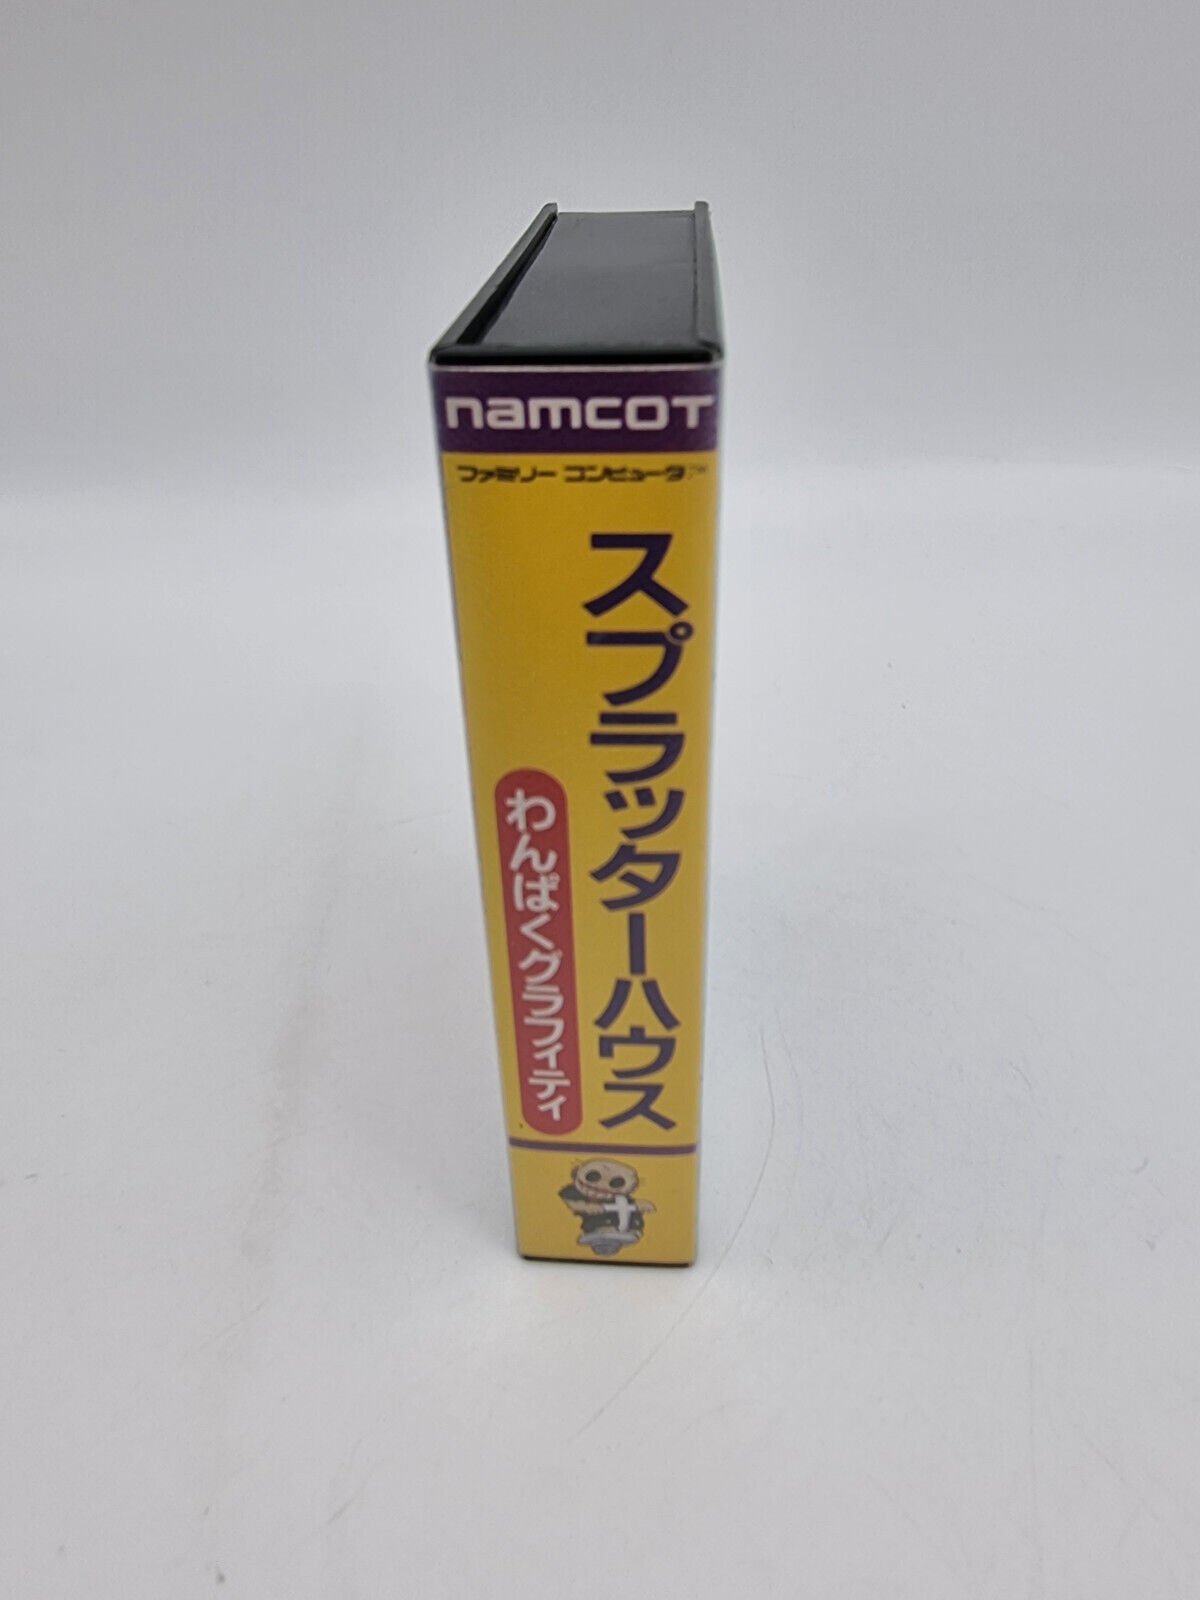 namcot
ファミリーコンピュータ™
スプラッターハウス
わんぱくグラフィティ